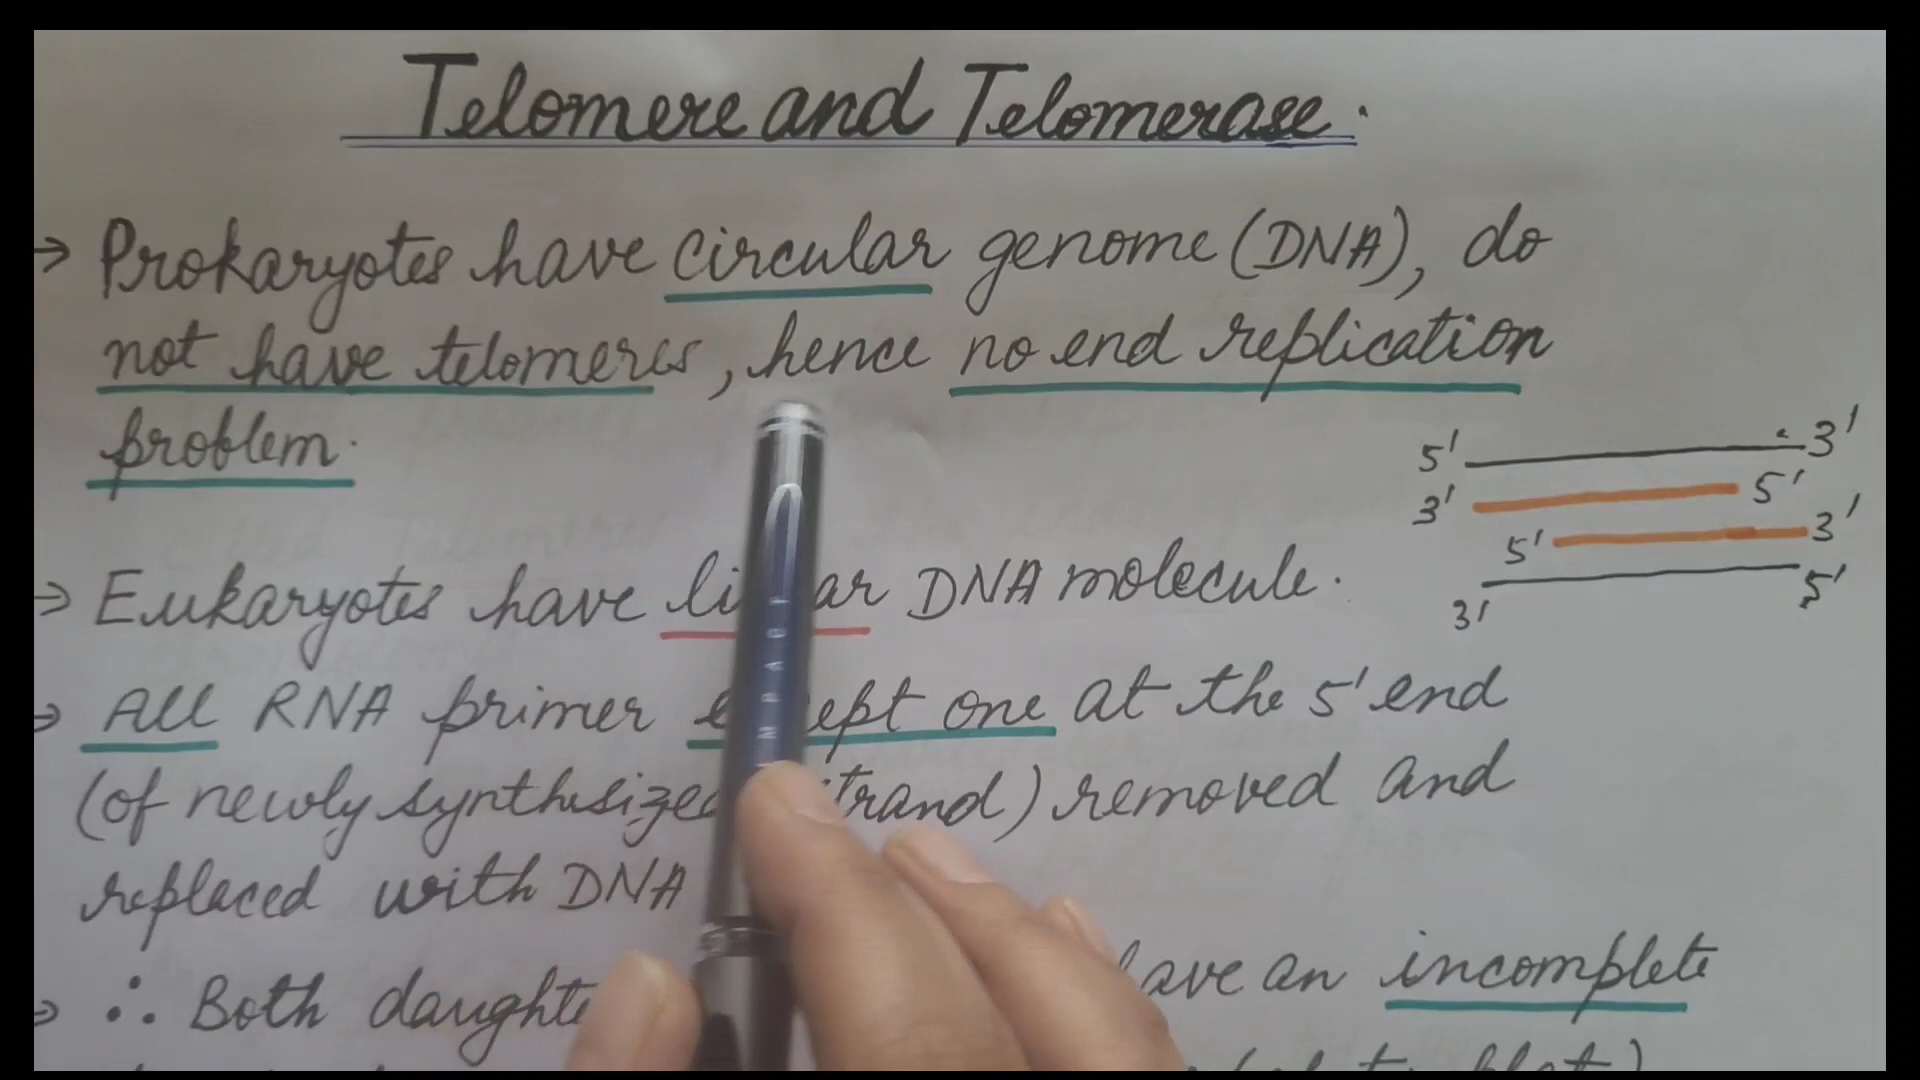 Telomere and Telomerase.
→ Prokaryotes have circular genome (DNA), do
not have telomeres, hence no end replication
problem.
5' 3'
3' 5'
5' 3'
3' 5'
→ Eukaryotes have DNA molecule.
→ All RNA primer one at the 5' end
(of newly synthesized ) removed and
replaced with DNA
→ ∴ Both an incomplete